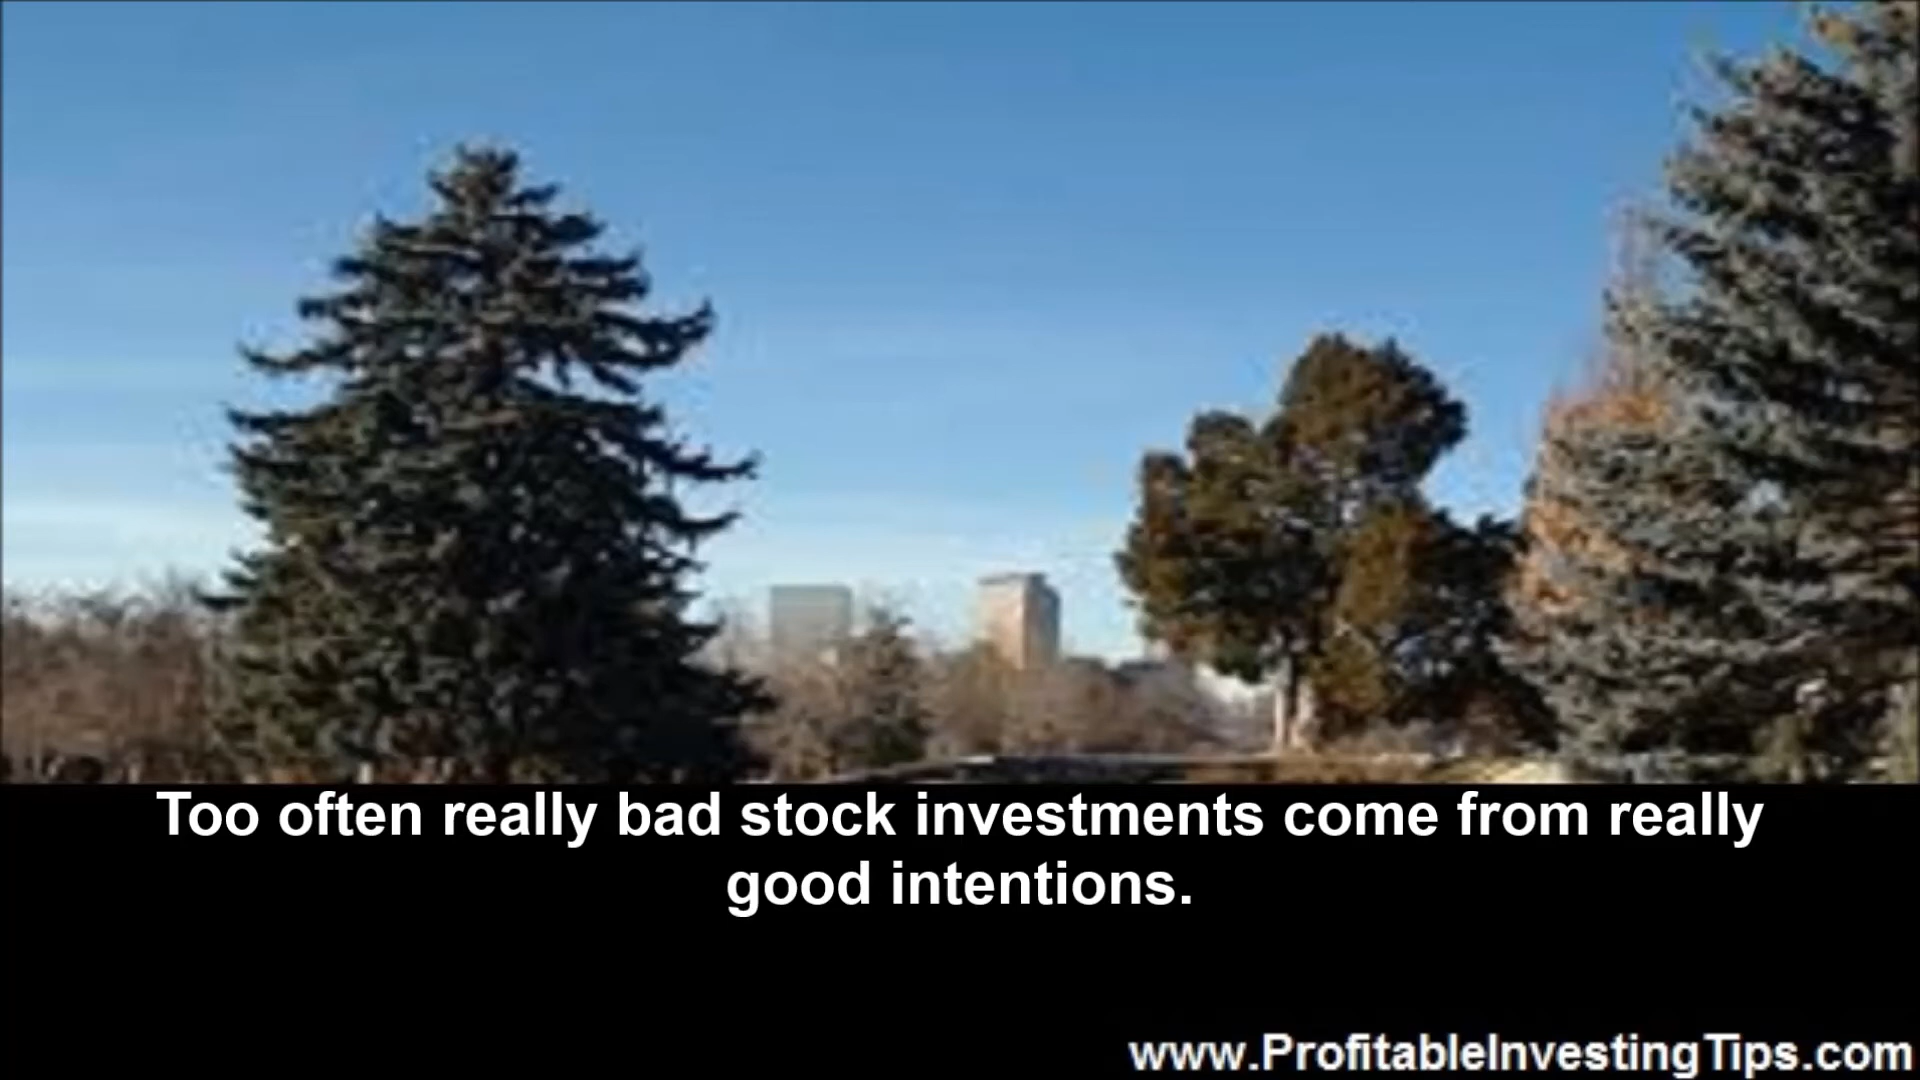 Too often really bad stock investments come from really
good intentions.
www.ProfitableInvestingTips.com